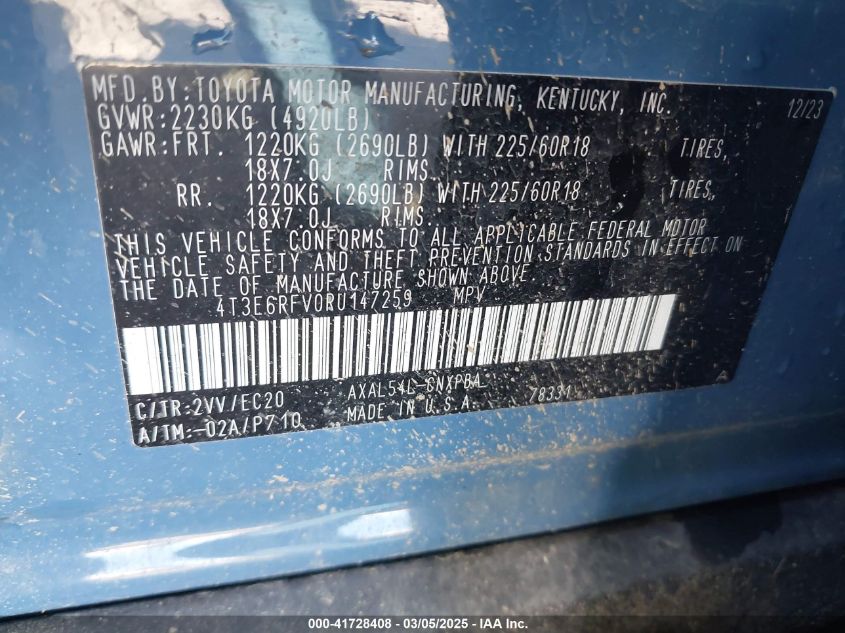 MFD. BY: TOYOTA MOTOR MANUFACTURING, KENTUCKY, INC. 12/23
GVWR: 2230KG (4920LB)
GAWR: FRT. 1220KG (2690LB) WITH 225/60R18 TIRES,
18X7.0J RIMS,
RR. 1220KG (2690LB) WITH 225/60R18 TIRES,
18X7.0J RIMS
THIS VEHICLE CONFORMS TO ALL APPLICABLE FEDERAL MOTOR
VEHICLE SAFETY AND THEFT PREVENTION STANDARDS IN EFFECT ON
THE DATE OF MANUFACTURE SHOWN ABOVE.
4T3E6RFV0RU147259 MPV
C/TR: 2VV/EC20 AXAL54L-CNXPBA 78331
A/TM: -02A/P710 MADE IN U.S.A.
000-41728408 - 03/05/2025 - IAA Inc.